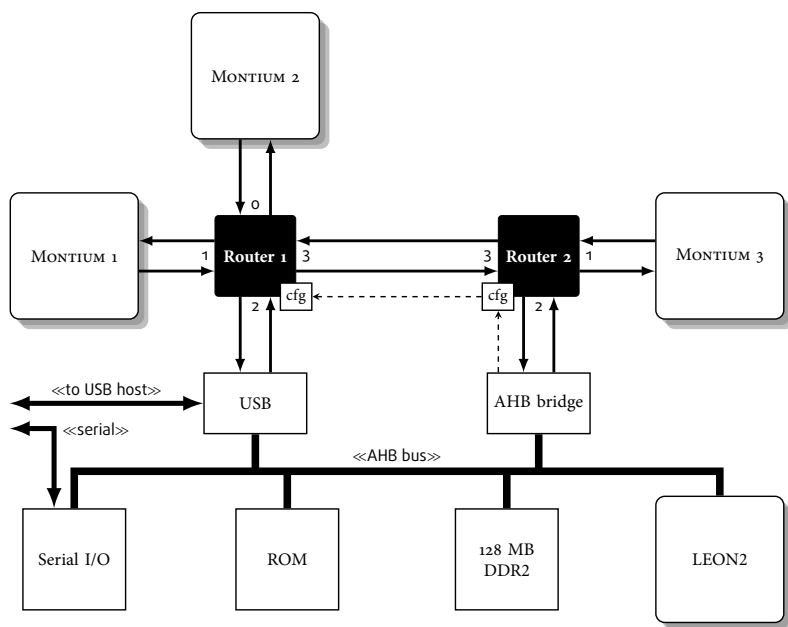 Montium 2
0
Montium 1
1
Router 1
3
3
Router 2
1
Montium 3
2
cfg
cfg
2
≪to USB host≫
USB
AHB bridge
≪serial≫
≪AHB bus≫
Serial I/O
ROM
128 MB
DDR2
LEON2